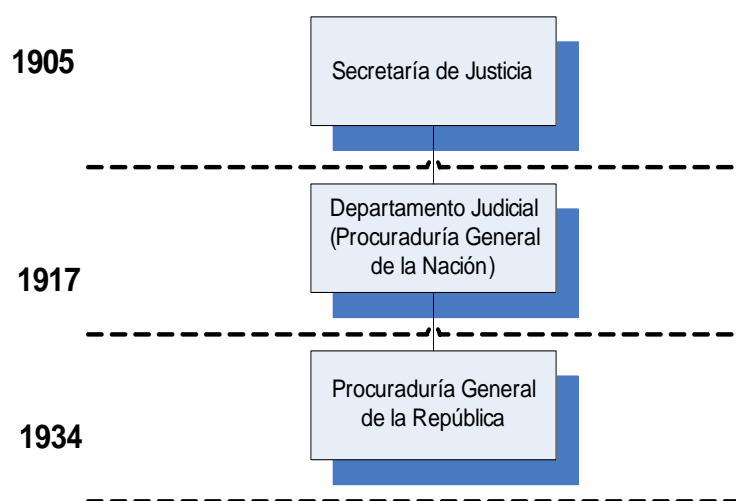 1905
Secretaría de Justicia
Departamento Judicial
(Procuraduría General
de la Nación)
1917
Procuraduría General
de la República
1934